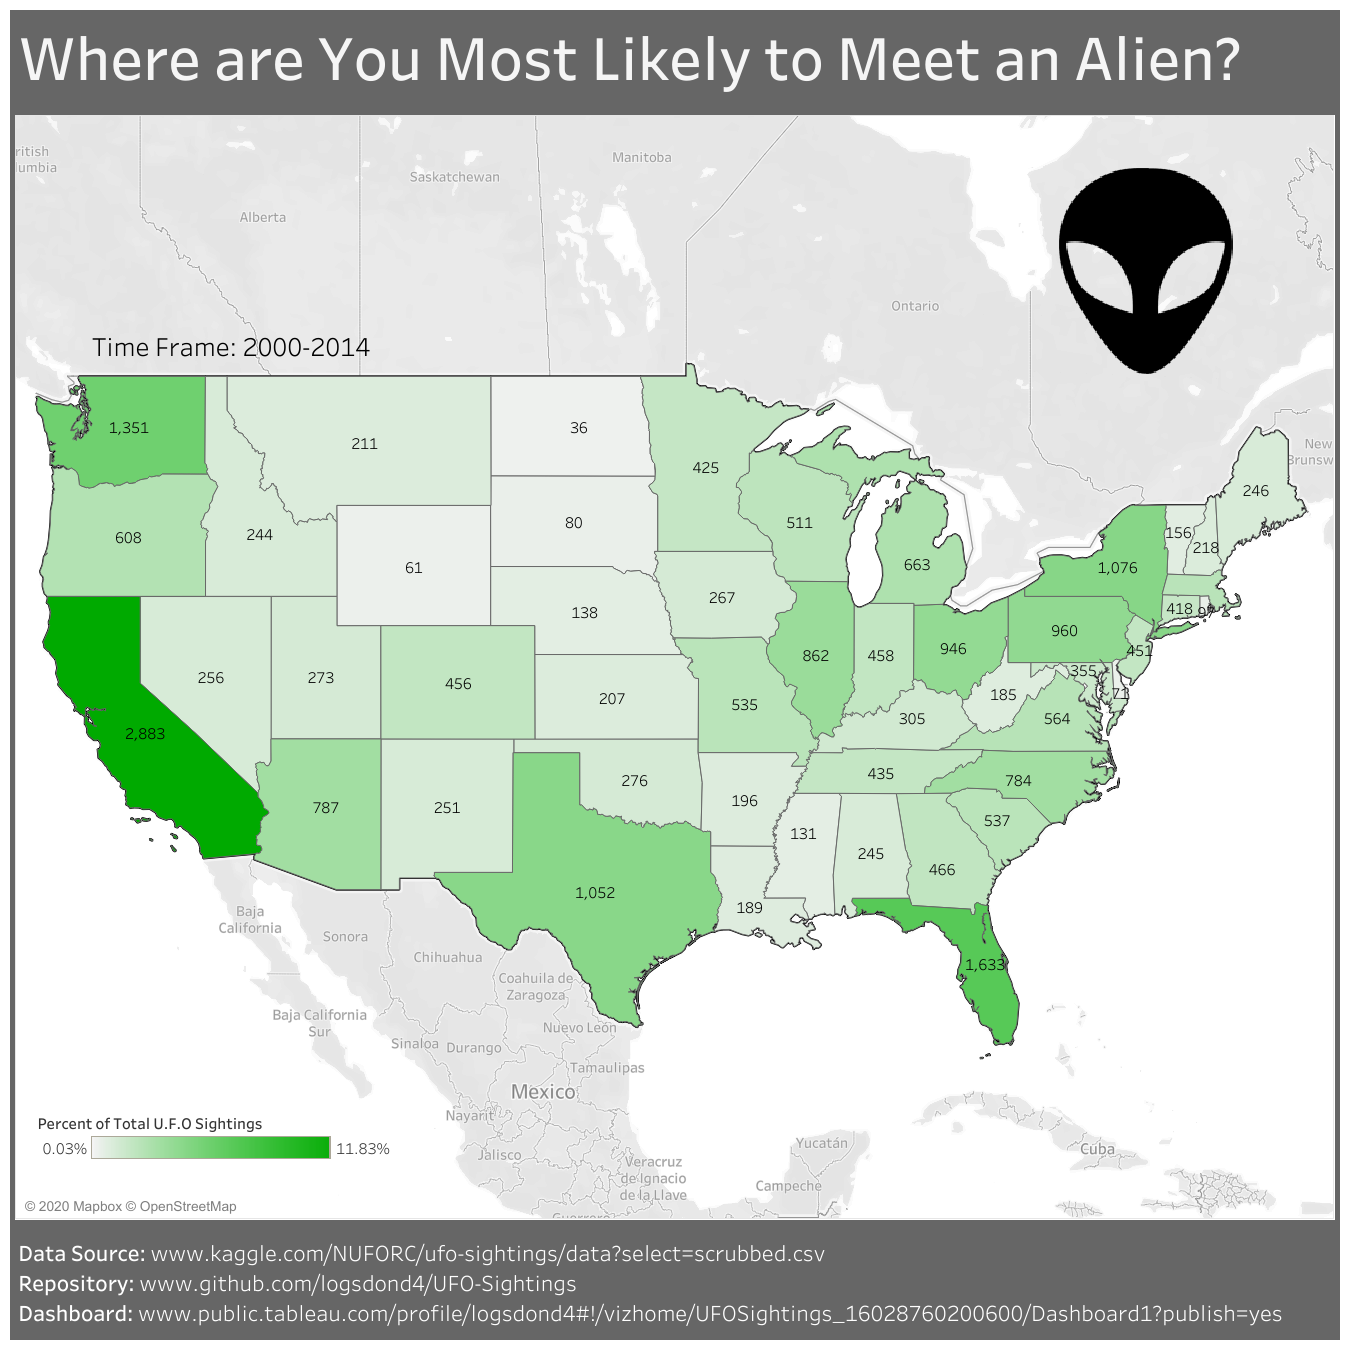 Where are You Most Likely to Meet an Alien?
ritish
lumbia
Alberta
Saskatchewan
Manitoba
Ontario
New
Brunsw
Time Frame: 2000-2014
1,351
211
36
425
246
608
244
61
80
511
663
1,076
156
218
267
138
418
256
273
456
207
535
862
458
946
960
451
355
73
185
305
564
2,883
787
251
276
196
435
784
537
131
245
466
1,052
189
1,633
Baja
California
Sonora
Chihuahua
Coahuila de
Zaragoza
Baja California
Sur
Nuevo León
Sinaloa
Durango
Tamaulipas
Mexico
Nayarit
Jalisco
Yucatán
Cuba
Veracruz
de Ignacio
de la Llave
Campeche
Guerrero
Percent of Total U.F.O Sightings
0.03% 11.83%
© 2020 Mapbox © OpenStreetMap
Data Source: www.kaggle.com/NUFORC/ufo-sightings/data?select=scrubbed.csv
Repository: www.github.com/logsdond4/UFO-Sightings
Dashboard: www.public.tableau.com/profile/logsdond4#!/vizhome/UFOSightings_16028760200600/Dashboard1?publish=yes